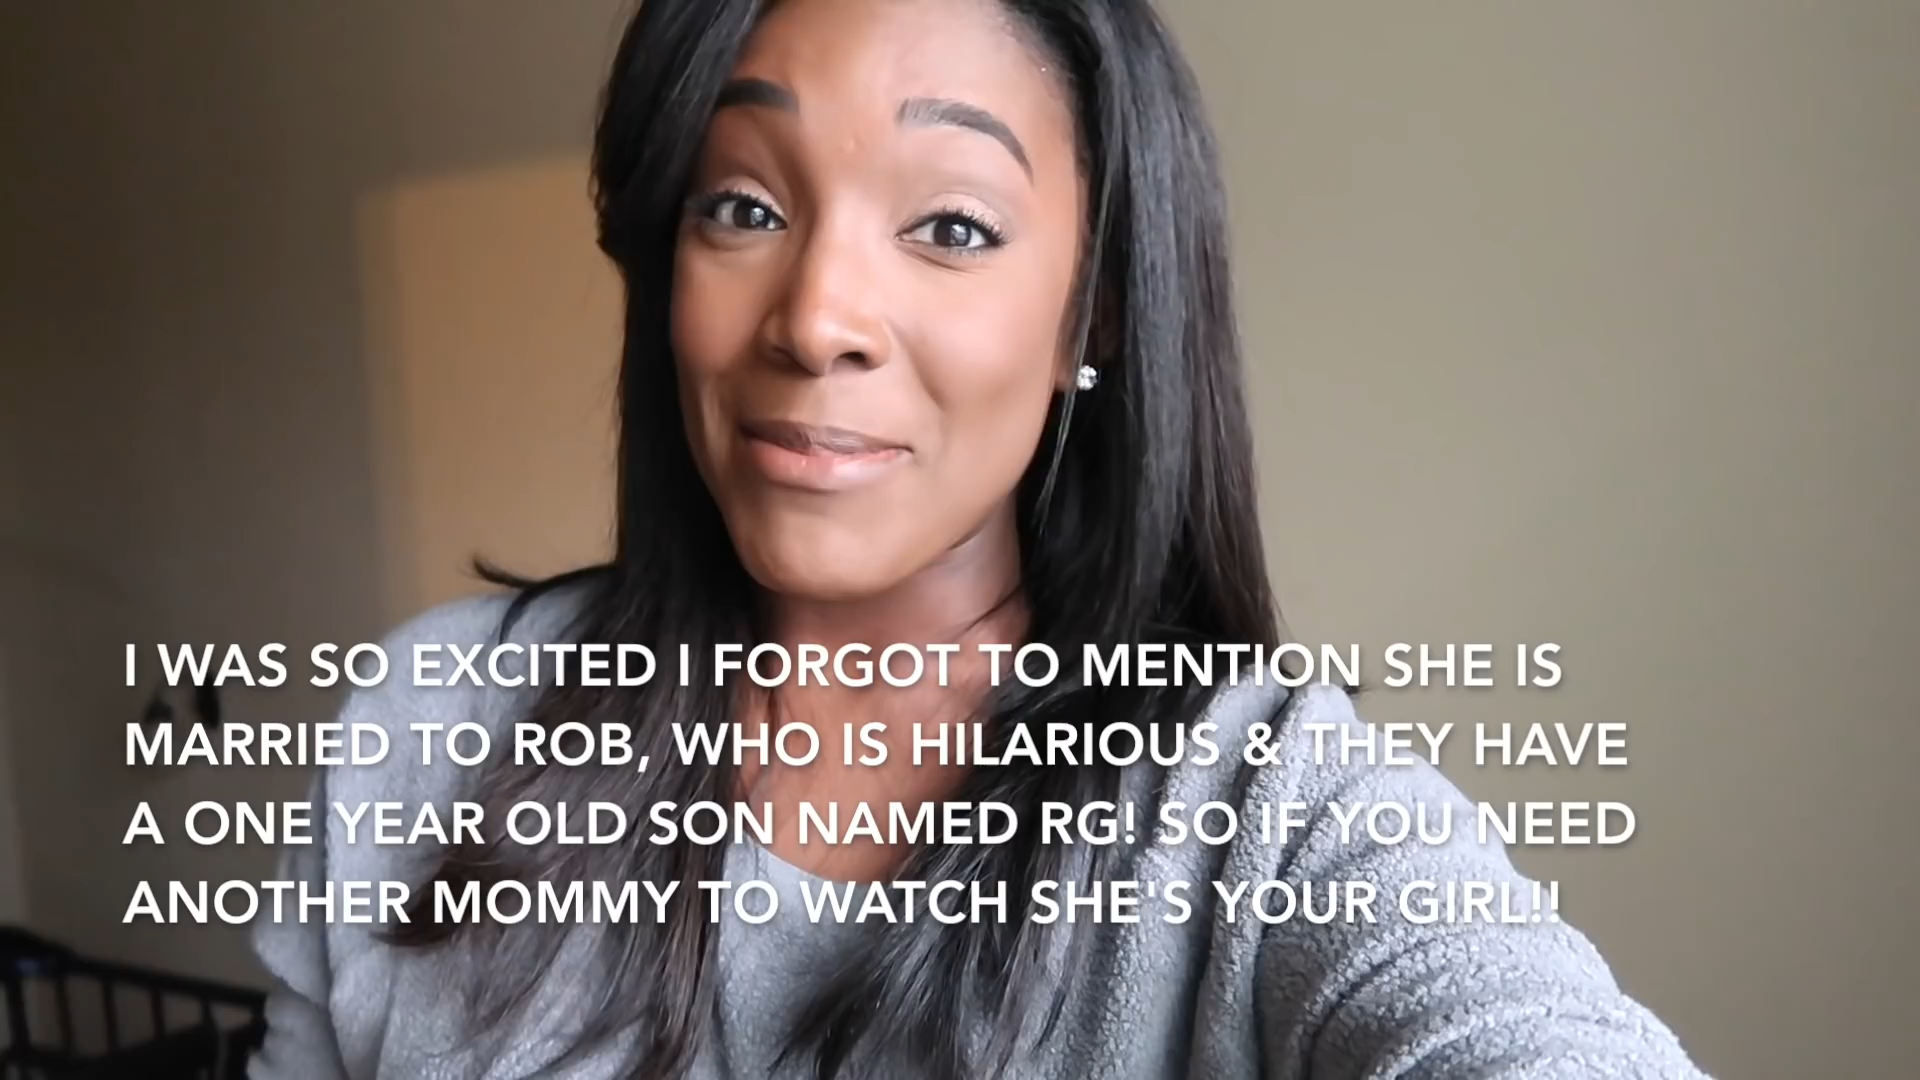 I WAS SO EXCITED I FORGOT TO MENTION SHE IS
MARRIED TO ROB, WHO IS HILARIOUS & THEY HAVE
A ONE YEAR OLD SON NAMED RG! SO IF YOU NEED
ANOTHER MOMMY TO WATCH SHE'S YOUR GIRL!!